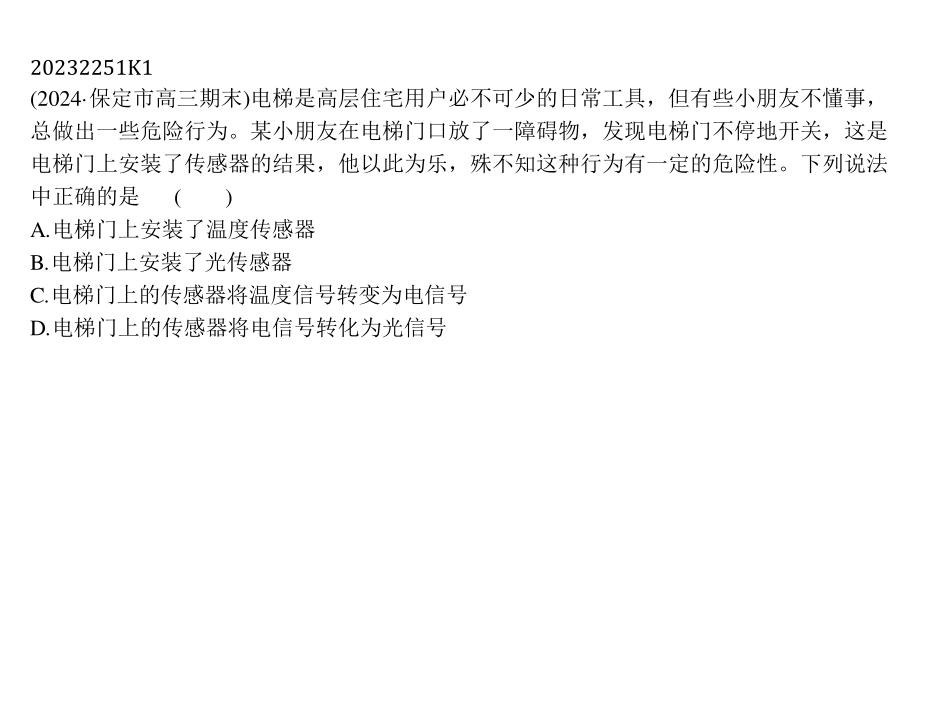 20232251K1
(2024·保定市高三期末)电梯是高层住宅用户必不可少的日常工具，但有些小朋友不懂事，
总做出一些危险行为。某小朋友在电梯门口放了一障碍物，发现电梯门不停地开关，这是
电梯门上安装了传感器的结果，他以此为乐，殊不知这种行为有一定的危险性。下列说法
中正确的是　(　　)
A.电梯门上安装了温度传感器
B.电梯门上安装了光传感器
C.电梯门上的传感器将温度信号转变为电信号
D.电梯门上的传感器将电信号转化为光信号